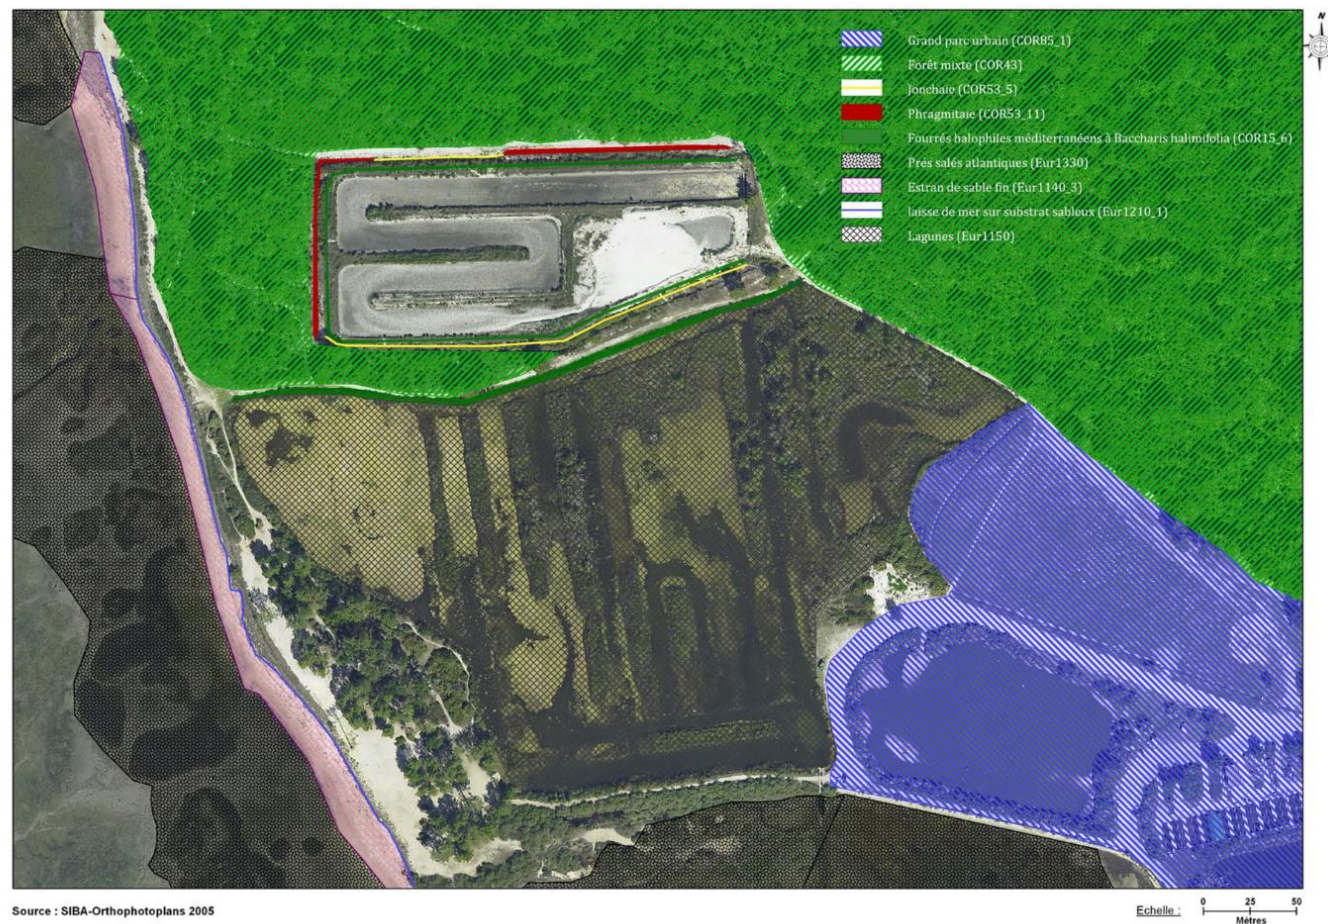 N
Grand parc urbain (COR85_1)
Forêt mixte (COR43)
Jonchaie (COR53_5)
Phragmitaie (COR53_11)
Fourrés halophiles méditerranéens à Baccharis halimifolia (COR15_6)
Prés salés atlantiques (Eur1330)
Estran de sable fin (Eur1140_3)
laisse de mer sur substrat sableux (Eur1210_1)
Lagunes (Eur1150)
Source : SIBA-Orthophotoplans 2005
Echelle : 0 25 50
Mètres